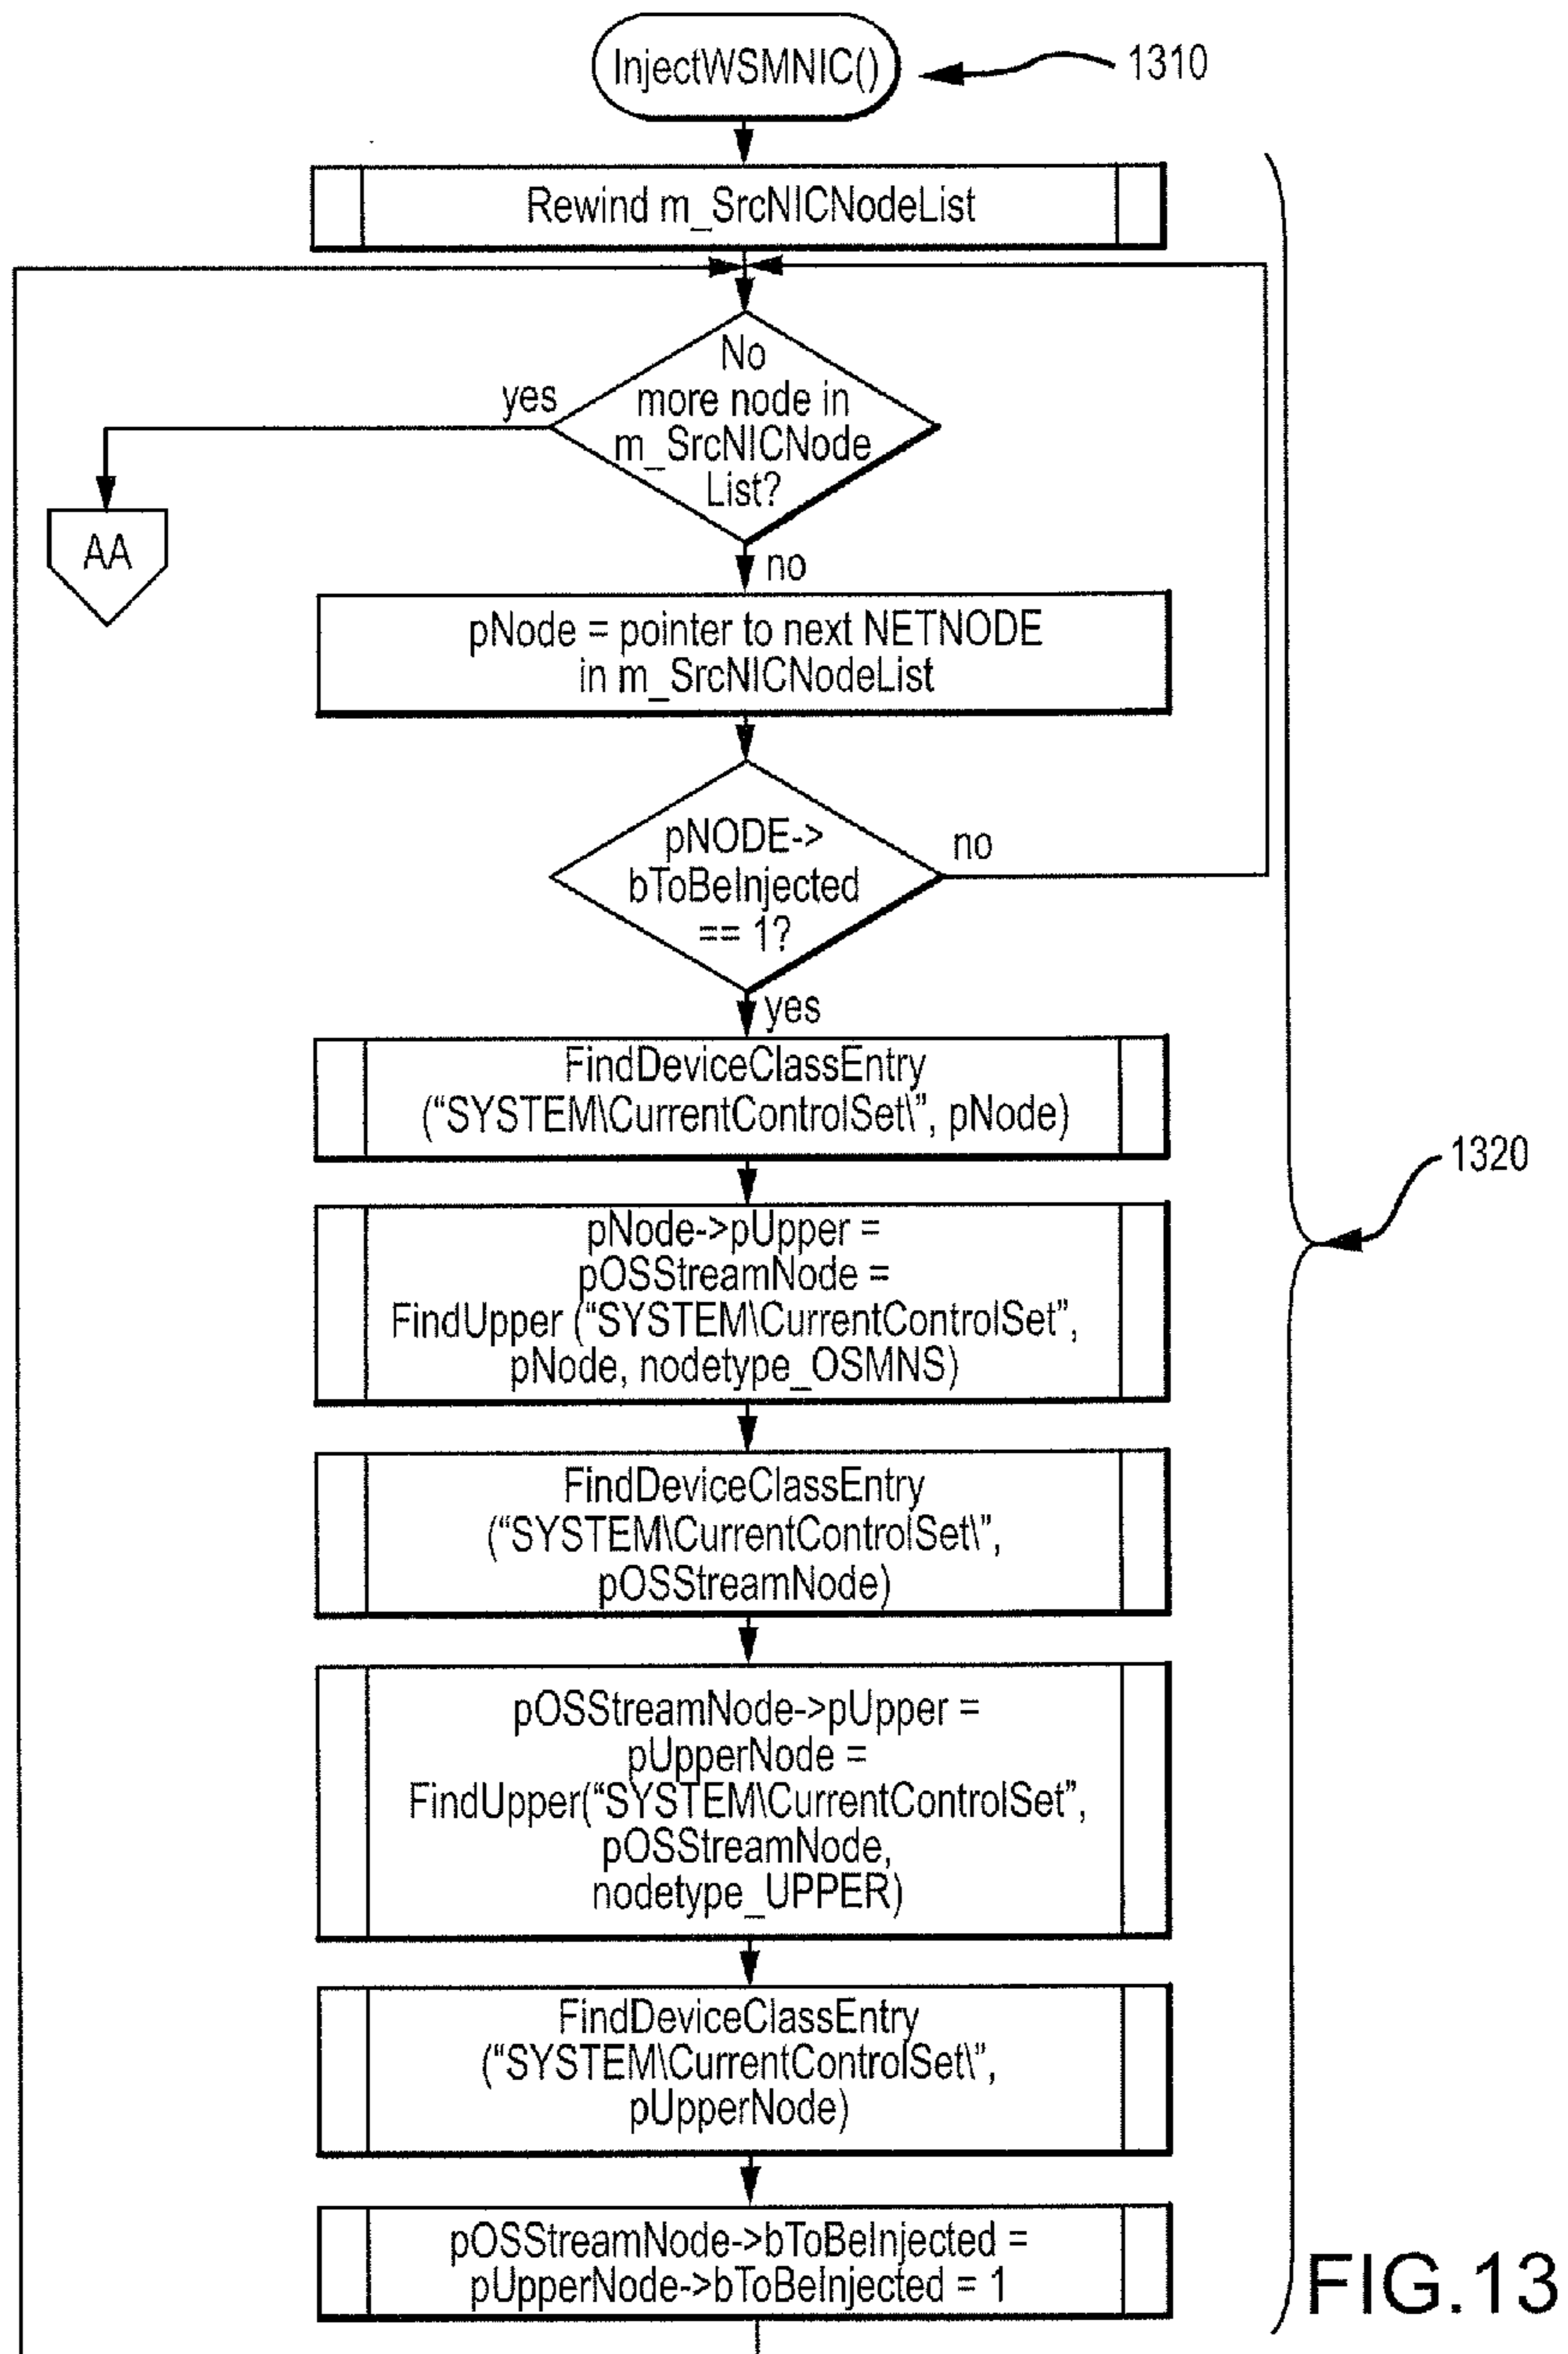 InjectWSMNIC()
1310
Rewind m_SrcNICNodeList
No
more node in
m_SrcNICNode
List?
yes
AA
no
pNode = pointer to next NETNODE
in m_SrcNICNodeList
pNODE->
bToBeInjected
== 1?
no
yes
FindDeviceClassEntry
("SYSTEM\CurrentControlSet\", pNode)
1320
pNode->pUpper =
pOSStreamNode =
FindUpper ("SYSTEM\CurrentControlSet",
pNode, nodetype_OSMNS)
FindDeviceClassEntry
("SYSTEM\CurrentControlSet\",
pOSStreamNode)
pOSStreamNode->pUpper =
pUpperNode =
FindUpper("SYSTEM\CurrentControlSet",
pOSStreamNode,
nodetype_UPPER)
FindDeviceClassEntry
("SYSTEM\CurrentControlSet\",
pUpperNode)
pOSStreamNode->bToBeInjected =
pUpperNode->bToBeInjected = 1
FIG.13